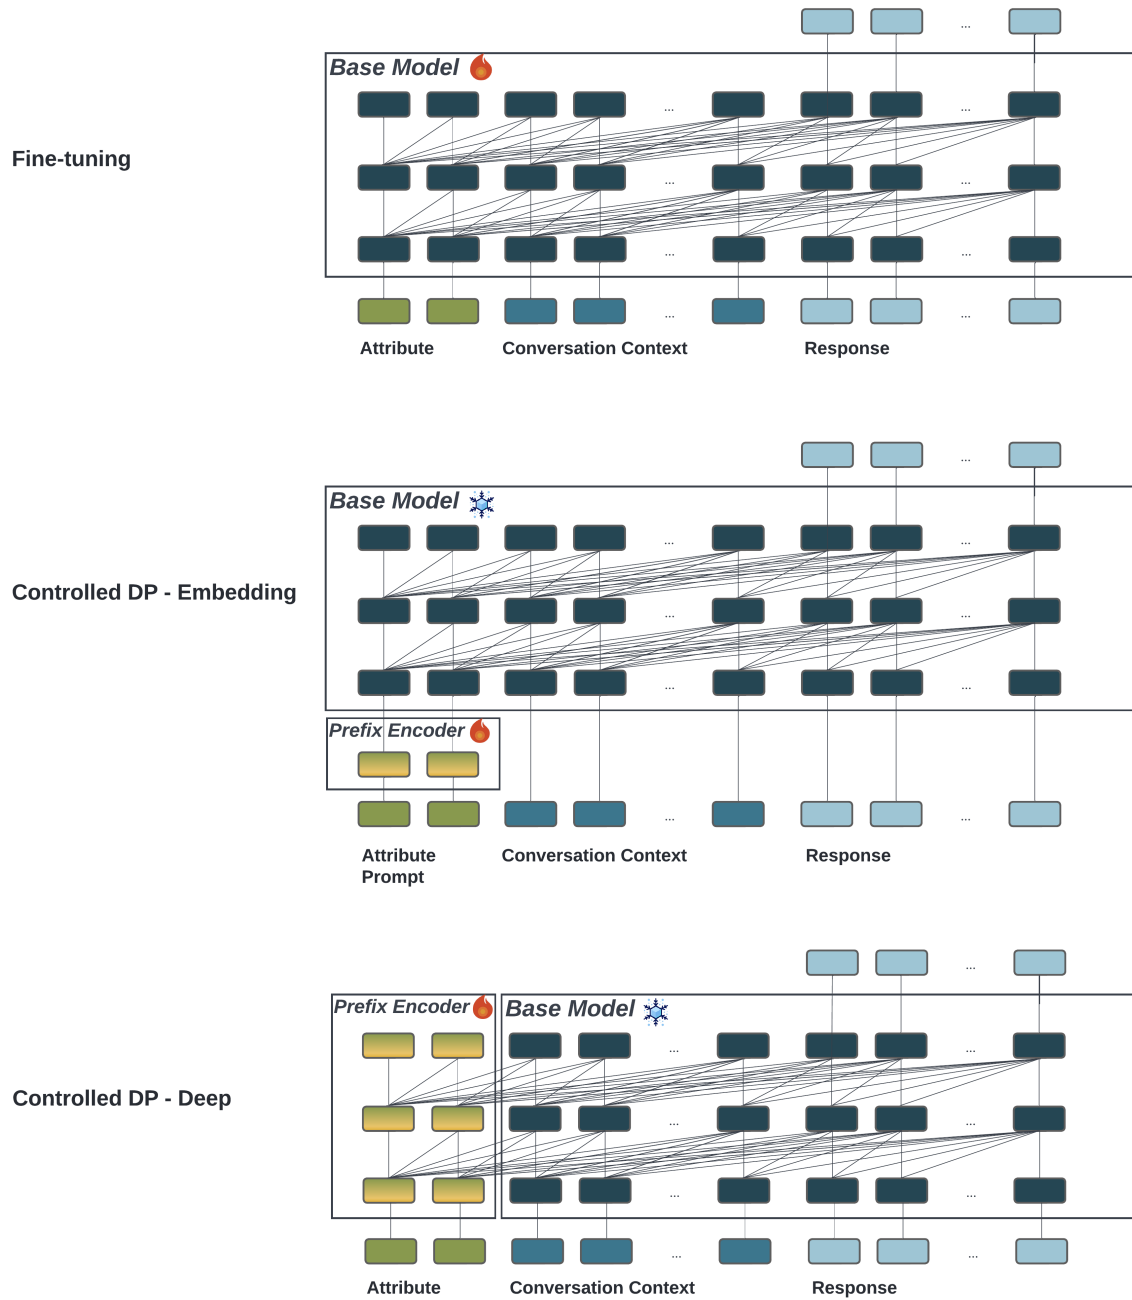 ...
Base Model
...
...
Fine-tuning
...
...
...
...
...
...
...
Attribute Conversation Context Response
...
Base Model
...
...
Controlled DP - Embedding
...
...
...
...
Prefix Encoder
...
...
Attribute
Prompt
Conversation Context
Response
...
Prefix Encoder
Base Model
...
...
Controlled DP - Deep
...
...
...
...
...
...
Attribute Conversation Context Response